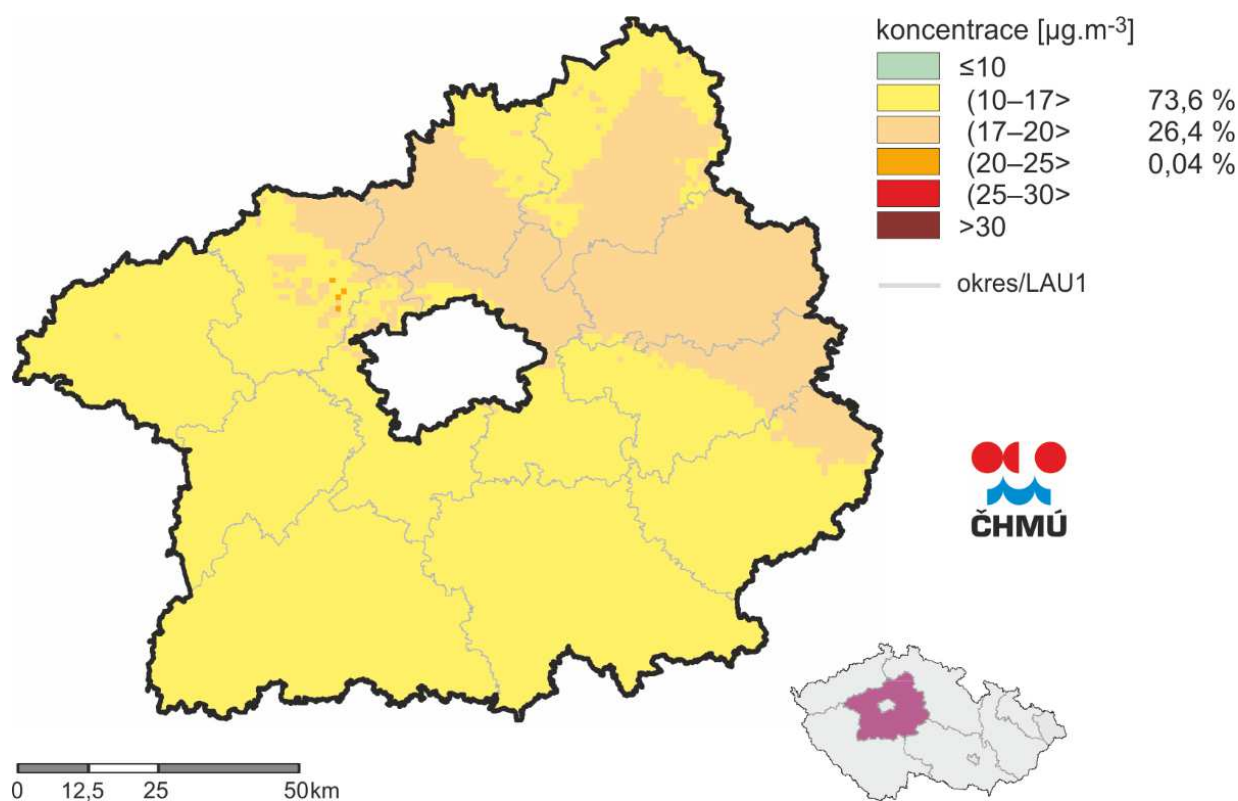 koncentrace [µg.m-3]
≤10
(10–17> 73,6 %
(17–20> 26,4 %
(20–25> 0,04 %
(25–30>
>30
okres/LAU1
ČHMÚ
0 12,5 25 50km